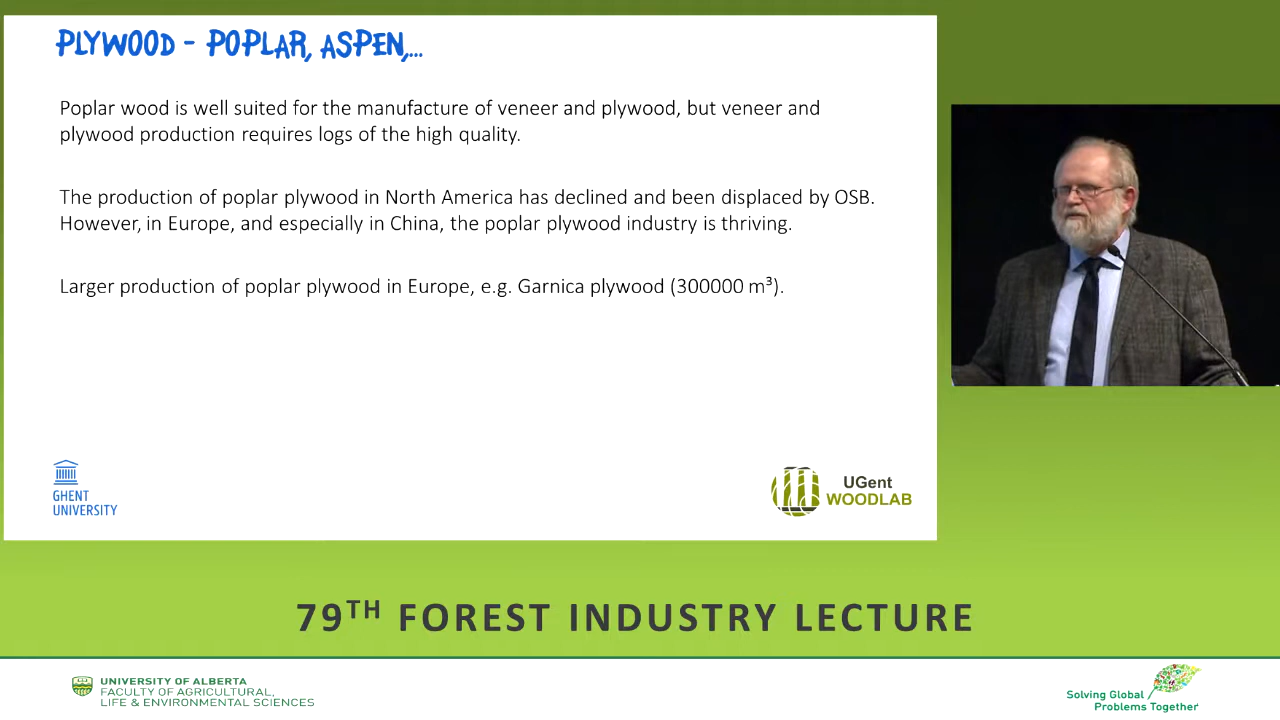 PLYWOOD - POPLAR, ASPEN,...
Poplar wood is well suited for the manufacture of veneer and plywood, but veneer and
plywood production requires logs of the high quality.
The production of poplar plywood in North America has declined and been displaced by OSB.
However, in Europe, and especially in China, the poplar plywood industry is thriving.
Larger production of poplar plywood in Europe, e.g. Garnica plywood (300000 m³).
GHENT
UNIVERSITY
UGent
WOODLAB
79TH FOREST INDUSTRY LECTURE
UNIVERSITY OF ALBERTA
FACULTY OF AGRICULTURAL,
LIFE & ENVIRONMENTAL SCIENCES
Solving Global
Problems Together